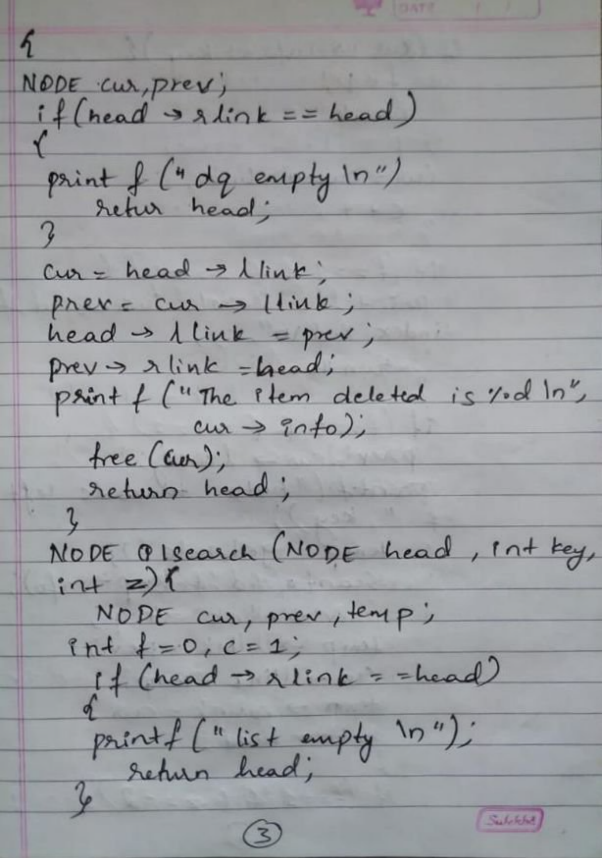 {
NODE cur,prev;
if(head → rlink == head)
{
printf ("dq empty \n")
retur head;
}
cur = head → llink;
prev = cur → llink;
head → llink = prev;
prev → rlink = head;
printf ("The item deleted is %d \n",
cur → info);
free (cur);
return head;
}
NODE @1search (NODE head, int key,
int z){
NODE cur, prev, temp;
int f=0, c=1;
if (head → rlink = =head)
{
printf ("list empty \n");
return head;
}
3